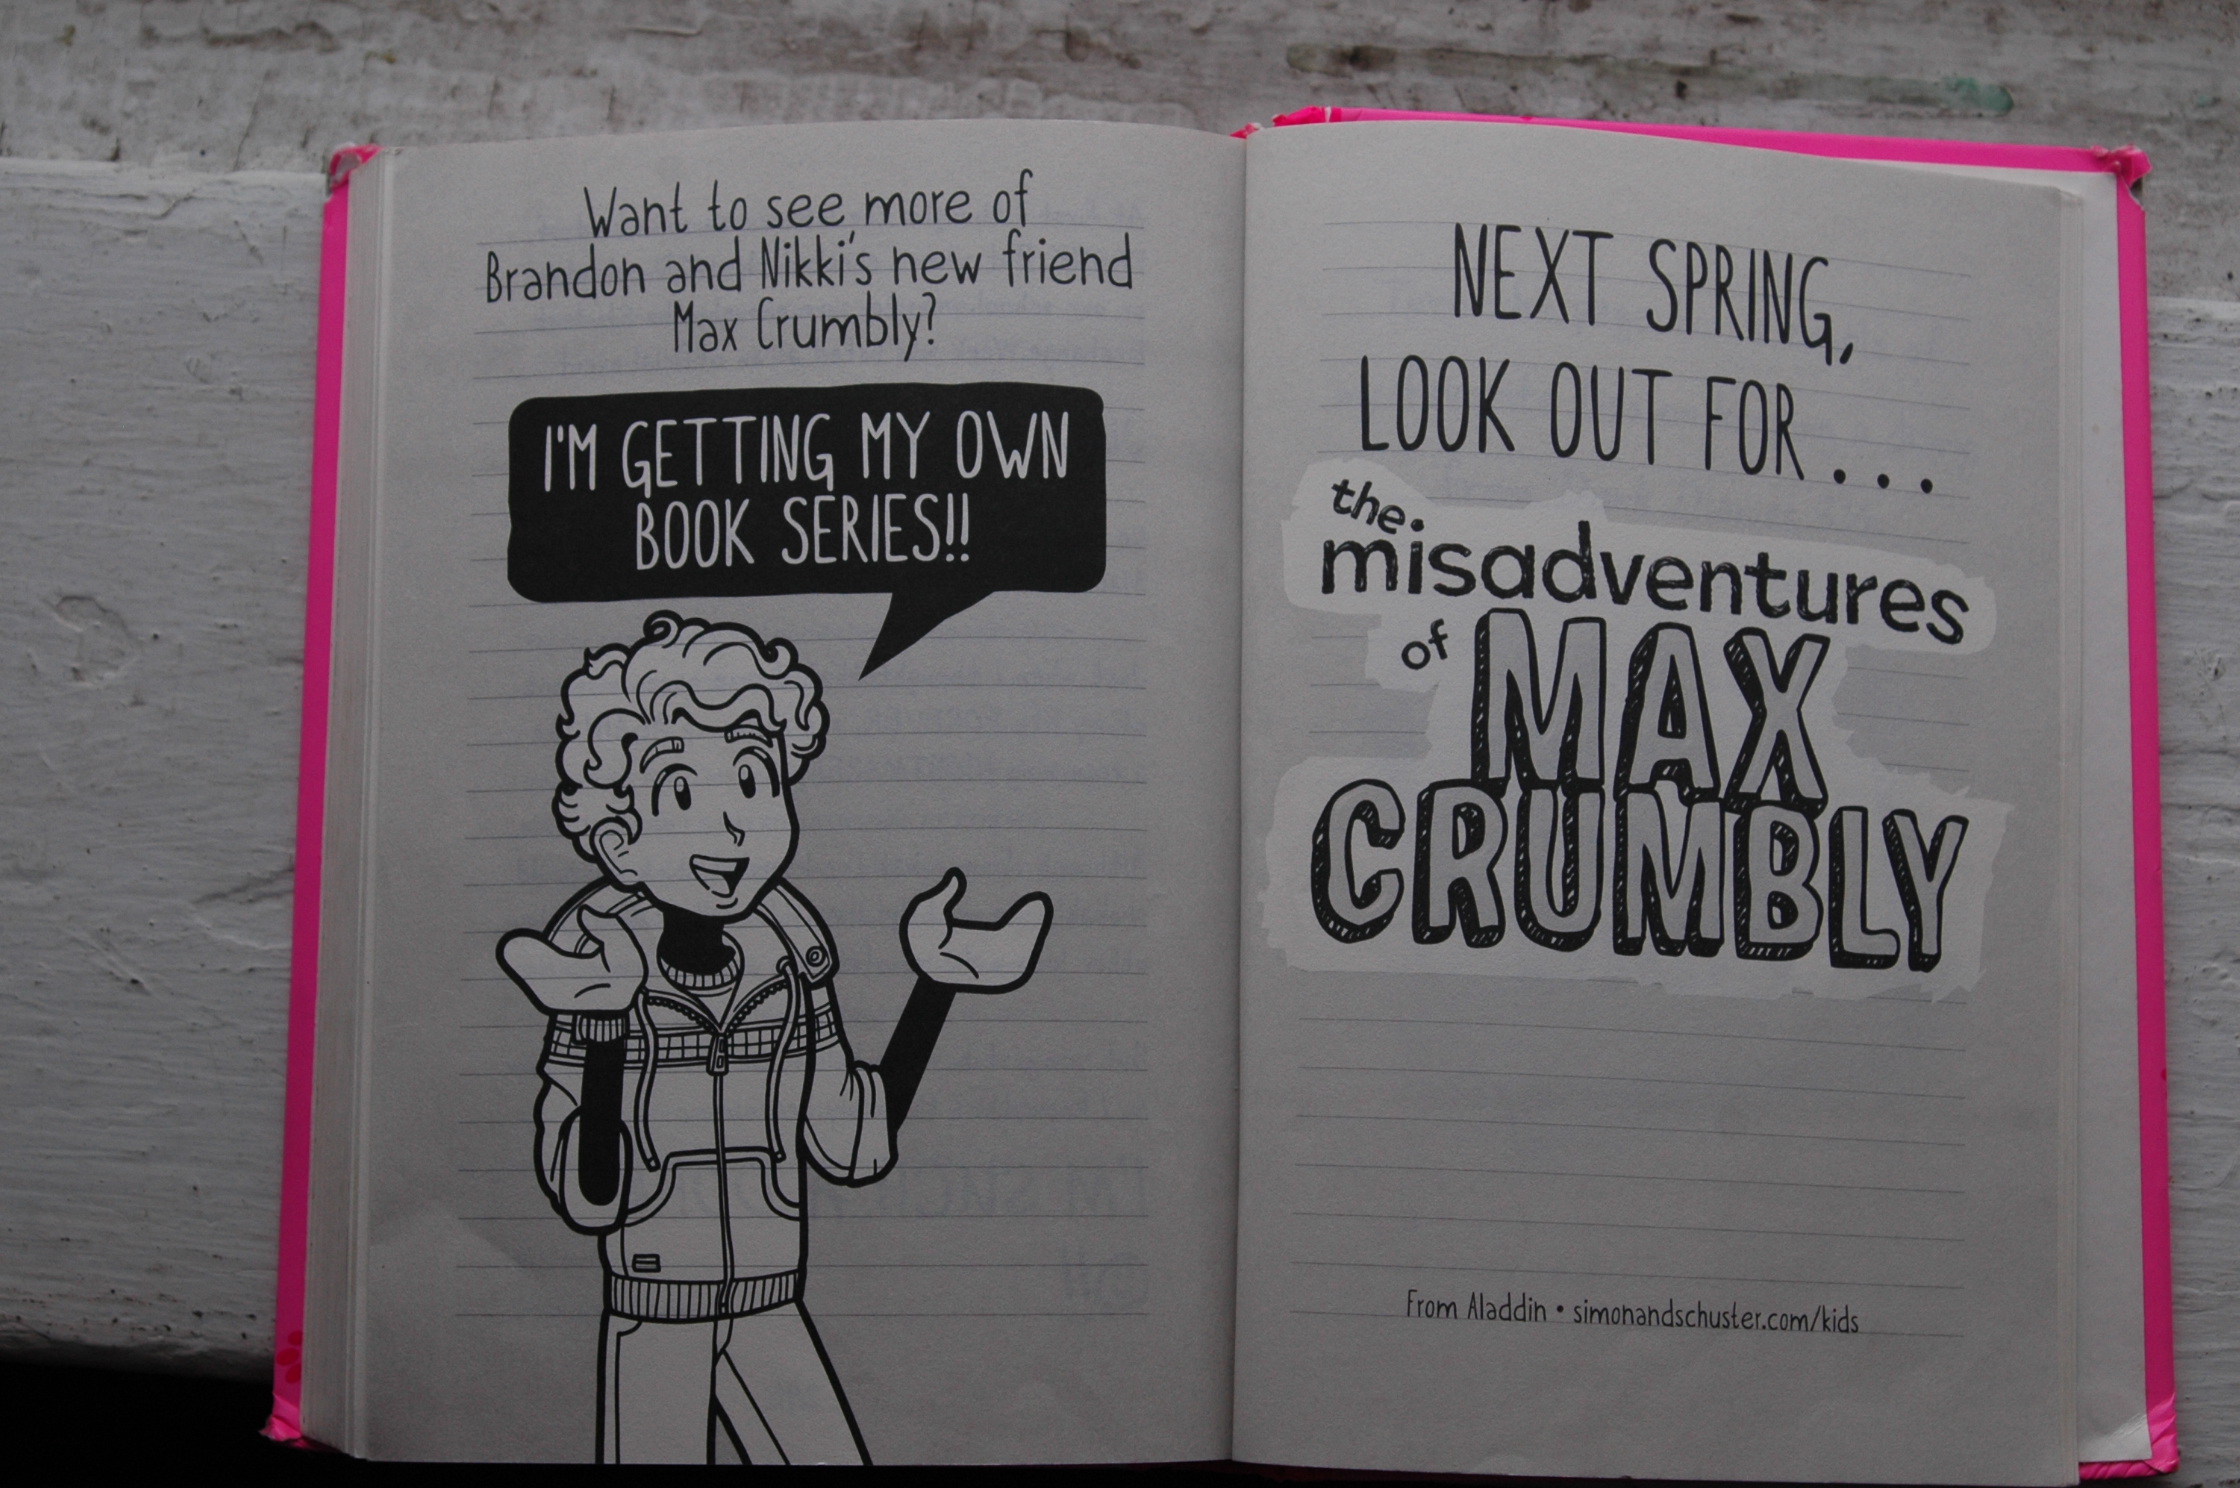 Want to see more of
Brandon and Nikki's new friend
Max Crumbly?
I'M GETTING MY OWN
BOOK SERIES!!
NEXT SPRING,
LOOK OUT FOR...
the
misadventures
of MAX
CRUMBLY
From Aladdin • simonandschuster.com/kids